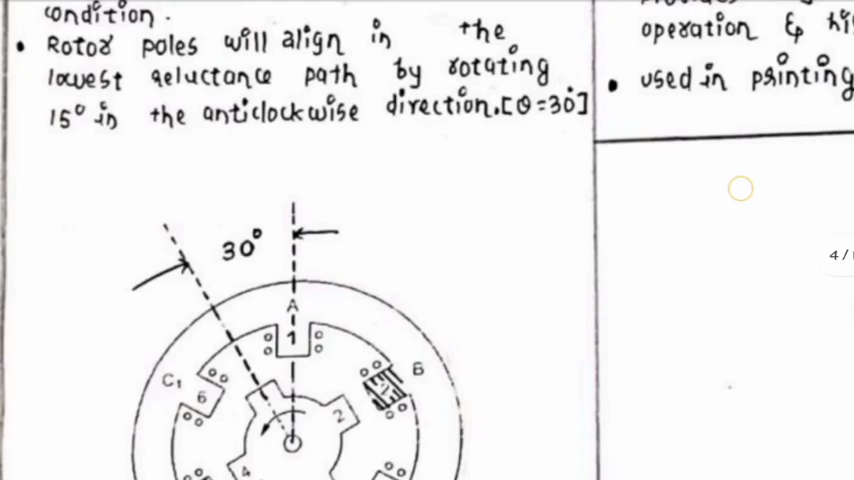 condition.
• Rotor poles will align in the
lowest reluctance path by rotating
15° in the anticlockwise direction.[θ=30°]
operation &
• used in printing
30°
A
1
B
C1
6
2
4
4/